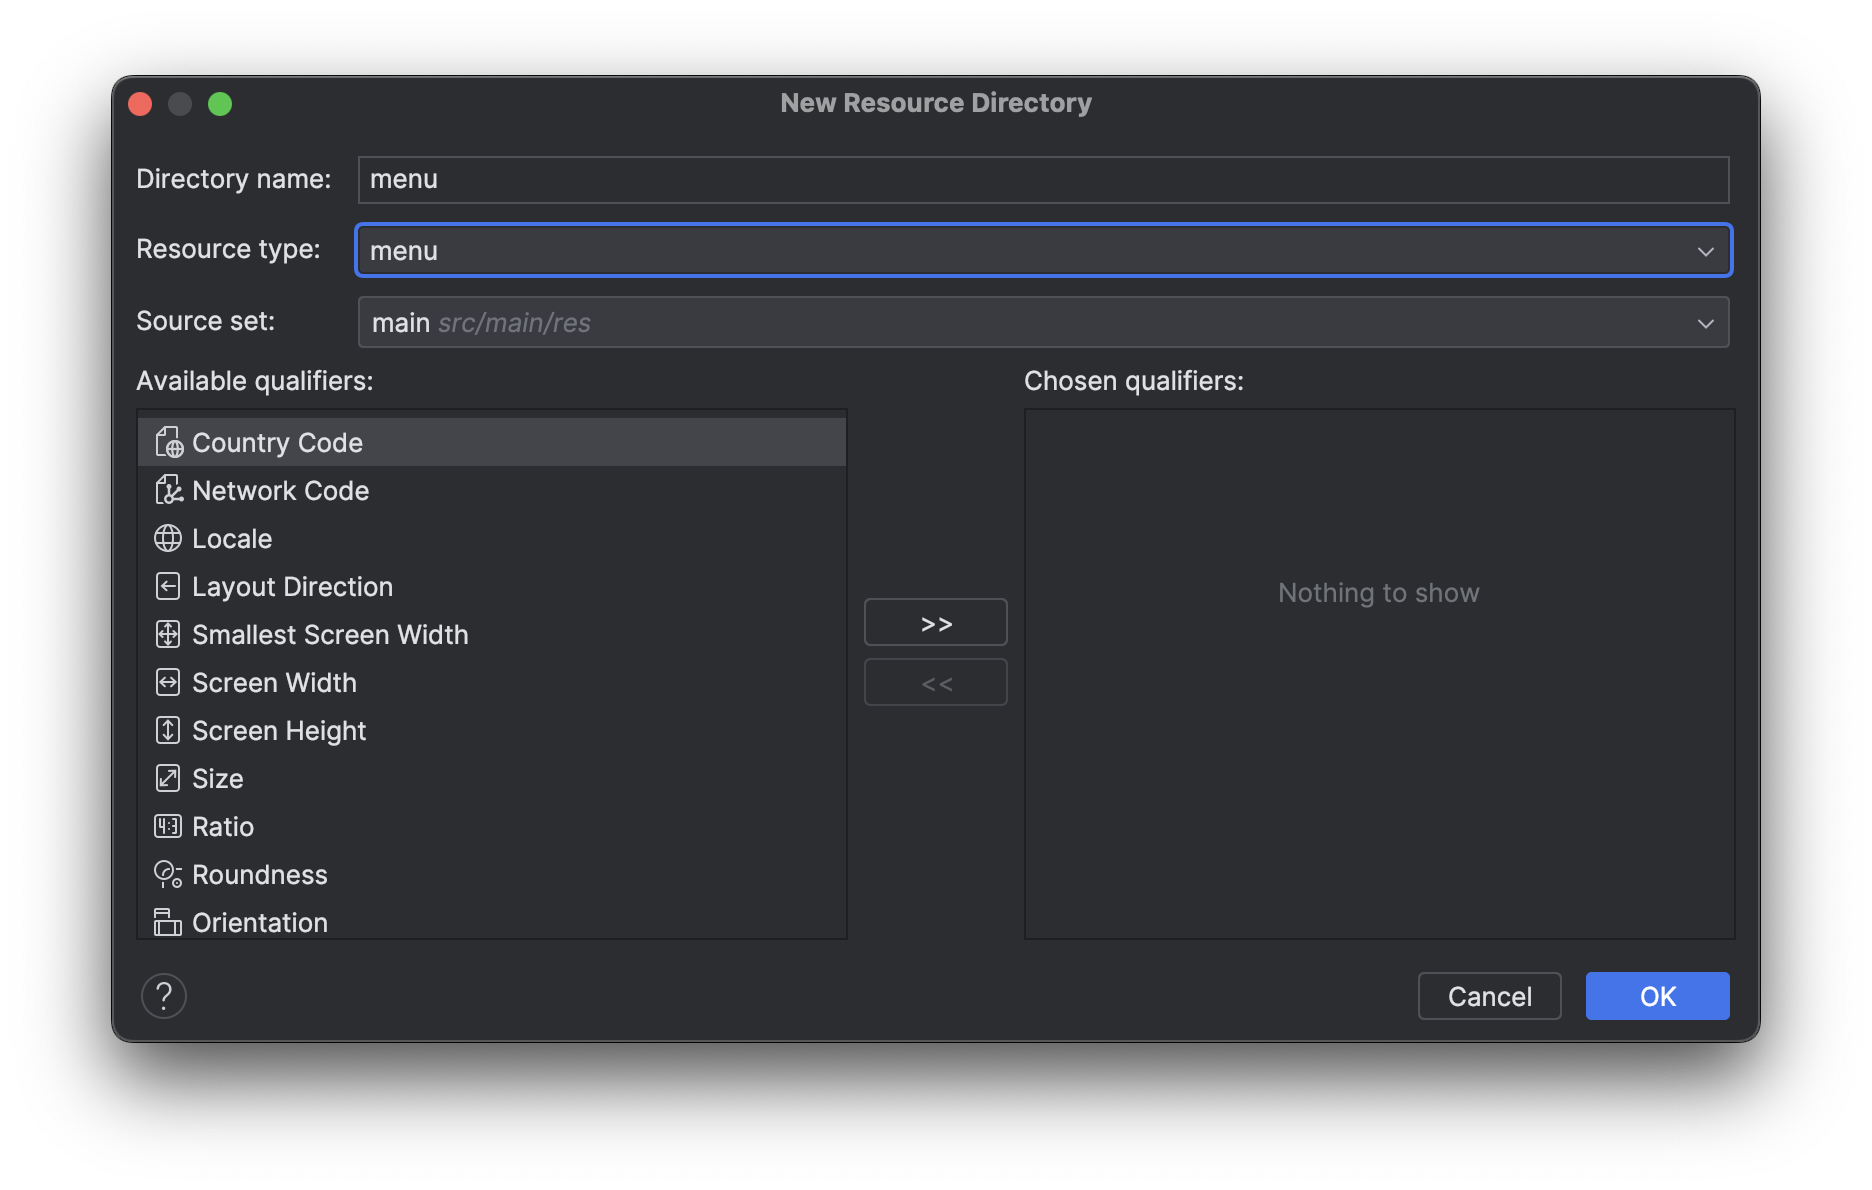 New Resource Directory
Directory name: menu
Resource type: menu
Source set: main src/main/res
Available qualifiers:
Country Code
Network Code
Locale
Layout Direction
Smallest Screen Width
Screen Width
Screen Height
Size
4:3 Ratio
Roundness
Orientation
>>
<<
Chosen qualifiers:
Nothing to show
?
Cancel
OK